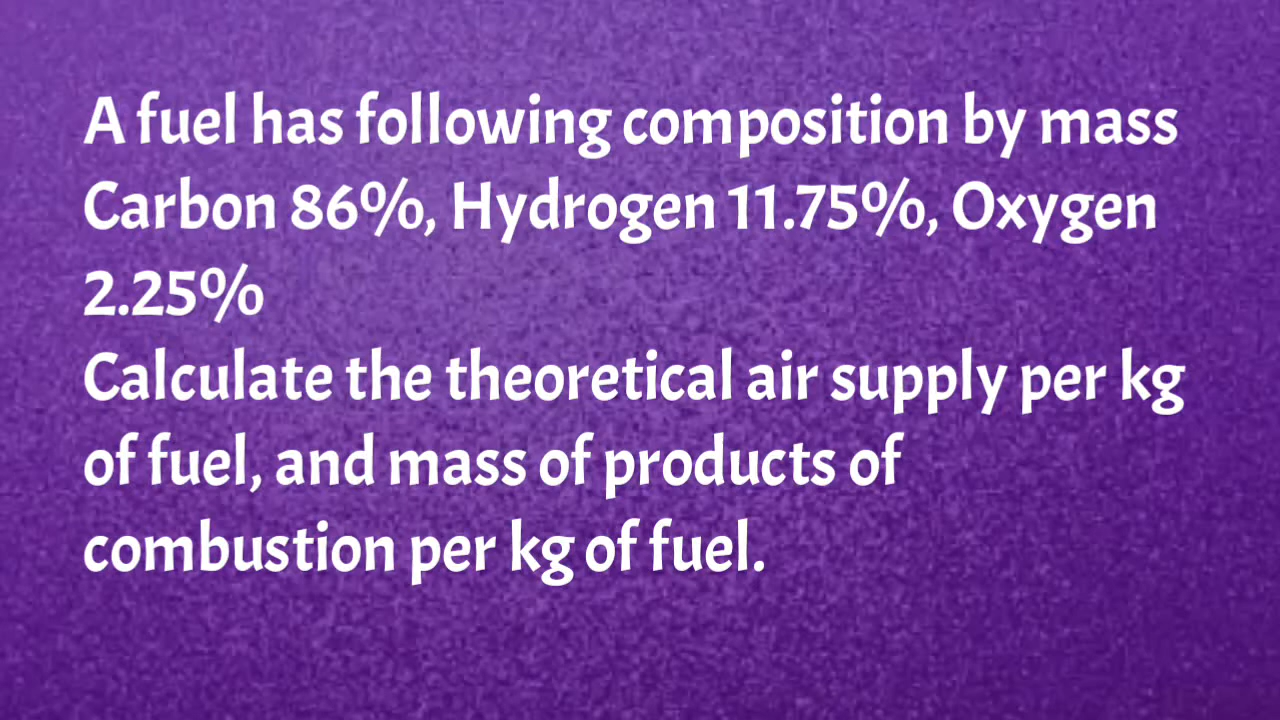 A fuel has following composition by mass
Carbon 86%, Hydrogen 11.75%, Oxygen
2.25%
Calculate the theoretical air supply per kg
of fuel, and mass of products of
combustion per kg of fuel.